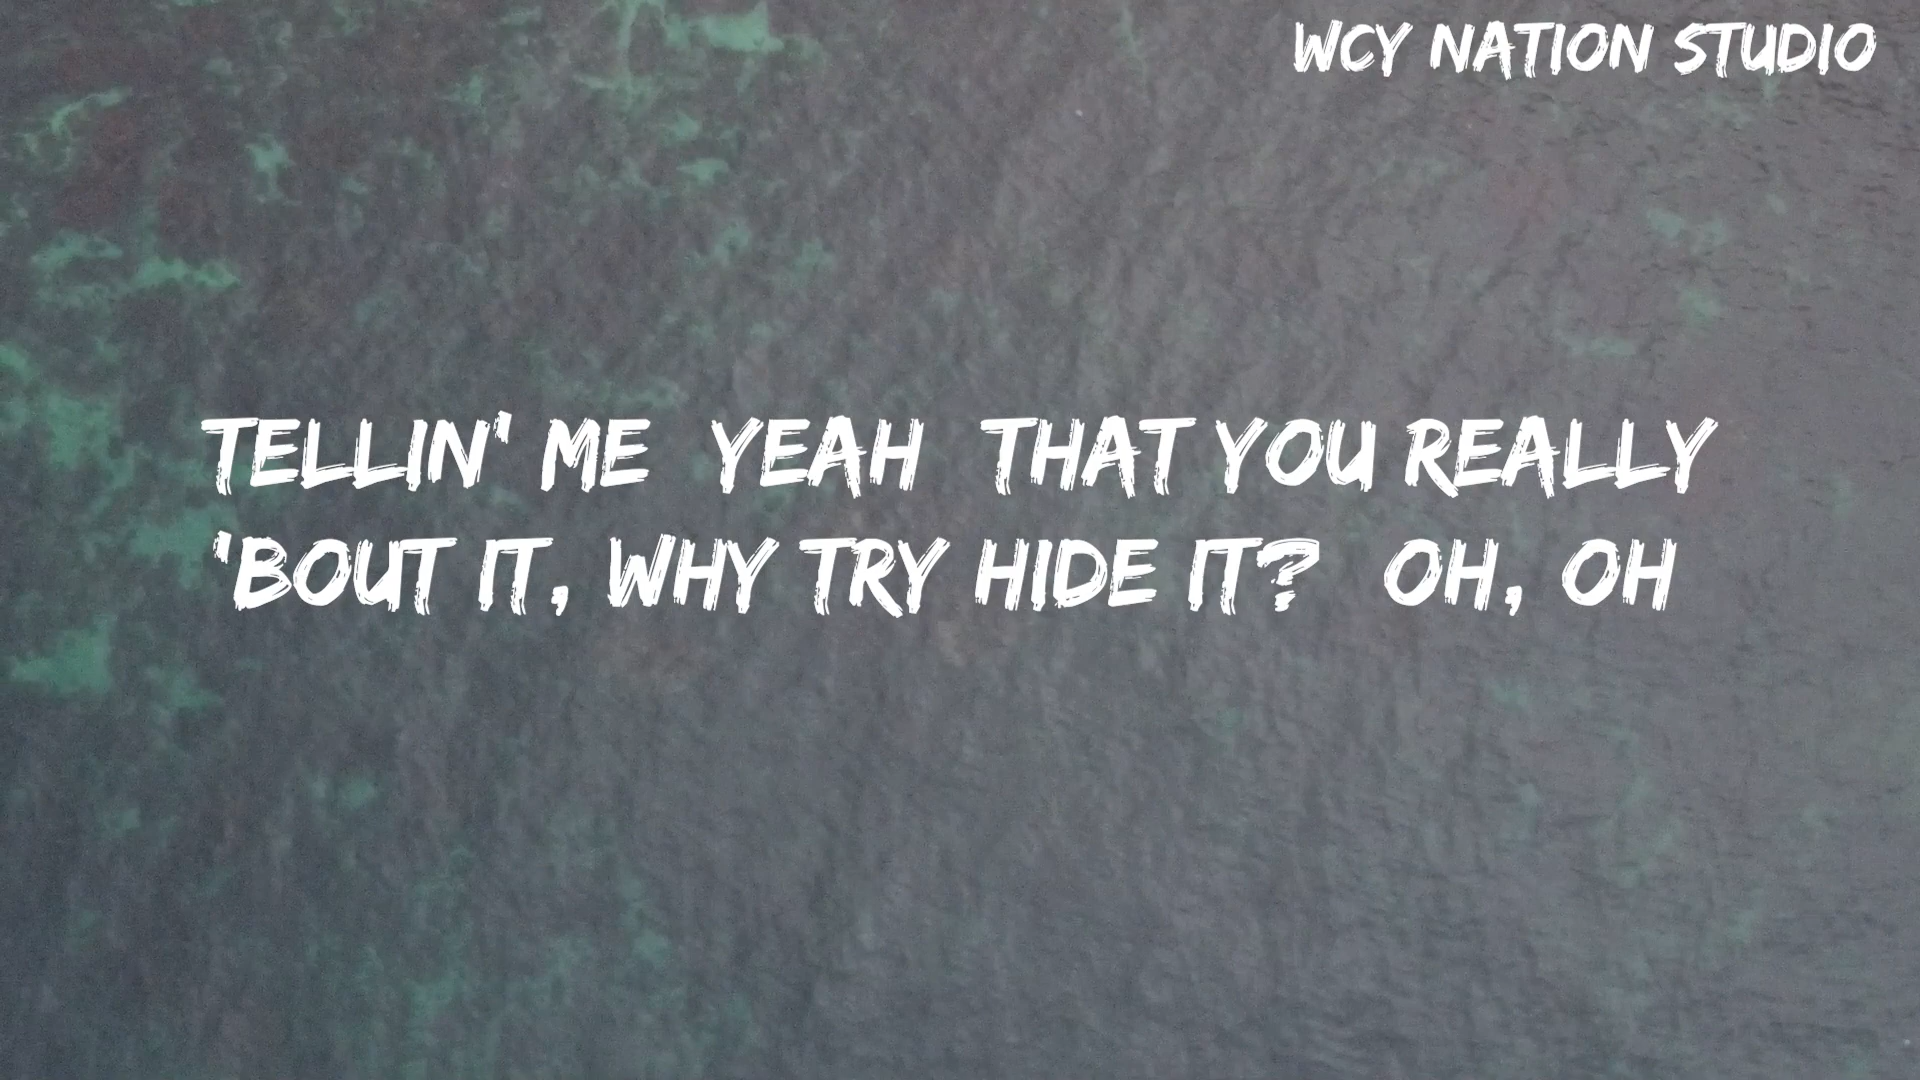 WCY NATION STUDIO
TELLIN' ME YEAH THAT YOU REALLY
'BOUT IT, WHY TRY HIDE IT? OH, OH